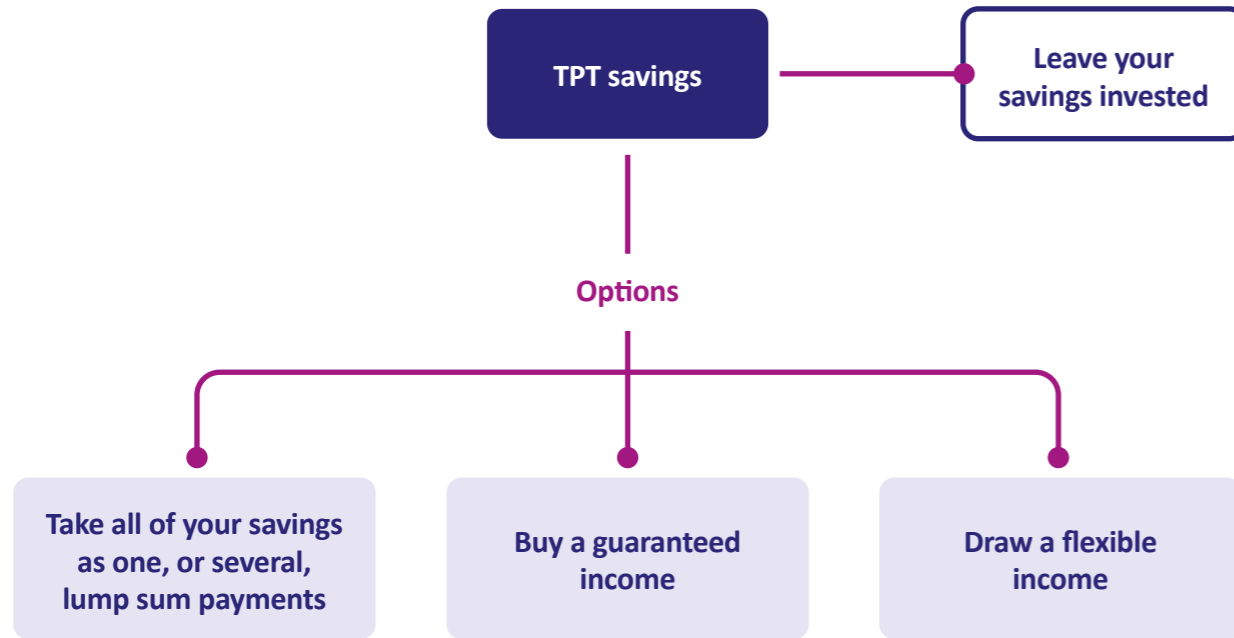 TPT savings
Leave your
savings invested
Options
Take all of your savings
as one, or several,
lump sum payments
Buy a guaranteed
income
Draw a flexible
income